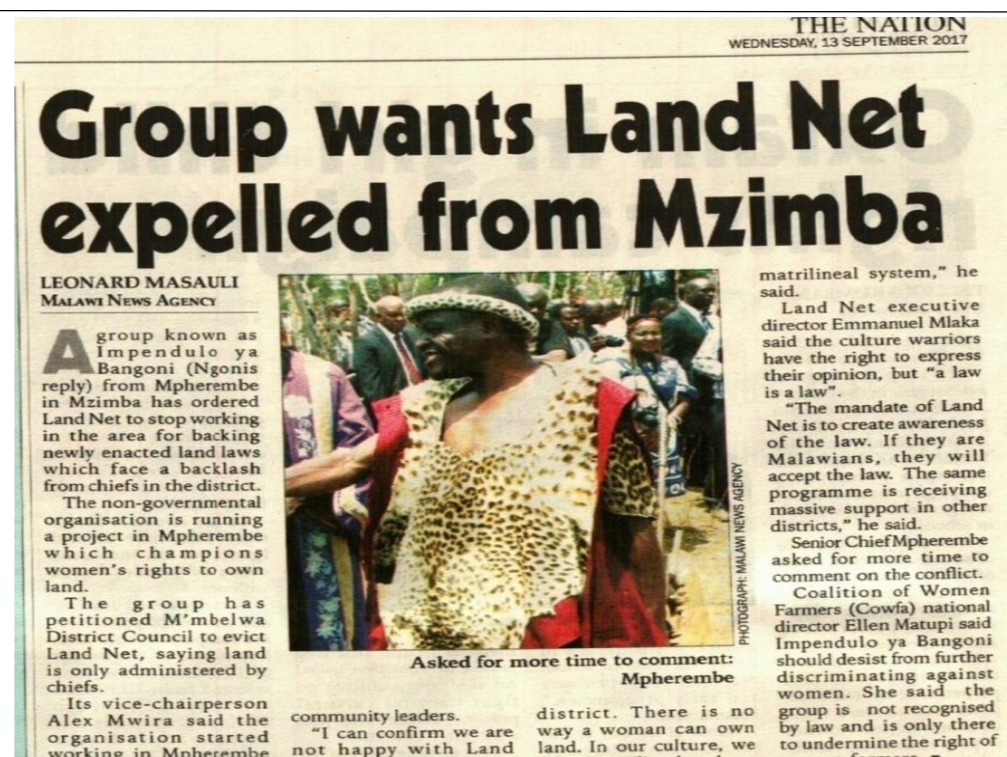 THE NATION
WEDNESDAY, 13 SEPTEMBER 2017
Group wants Land Net
expelled from Mzimba
LEONARD MASAULI
MALAWI NEWS AGENCY
A group known as
Impendulo ya
Bangoni (Ngonis
reply) from Mpherembe
in Mzimba has ordered
Land Net to stop working
in the area for backing
newly enacted land laws
which face a backlash
from chiefs in the district.
The non-governmental
organisation is running
a project in Mpherembe
which champions
women's rights to own
land.
The group has
petitioned M'mbelwa
District Council to evict
Land Net, saying land
is only administered by
chiefs.
Its vice-chairperson
Alex Mwira said the
organisation started
working in Mpherembe
PHOTOGRAPH: MALAWI NEWS AGENCY
Asked for more time to comment:
Mpherembe
community leaders.
"I can confirm we are
not happy with Land
district. There is no
way a woman can own
land. In our culture, we
matrilineal system," he
said.
Land Net executive
director Emmanuel Mlaka
said the culture warriors
have the right to express
their opinion, but "a law
is a law".
"The mandate of Land
Net is to create awareness
of the law. If they are
Malawians, they will
accept the law. The same
programme is receiving
massive support in other
districts," he said.
Senior Chief Mpherembe
asked for more time to
comment on the conflict.
Coalition of Women
Farmers (Cowfa) national
director Ellen Matupi said
Impendulo ya Bangoni
should desist from further
discriminating against
women. She said the
group is not recognised
by law and is only there
to undermine the right of